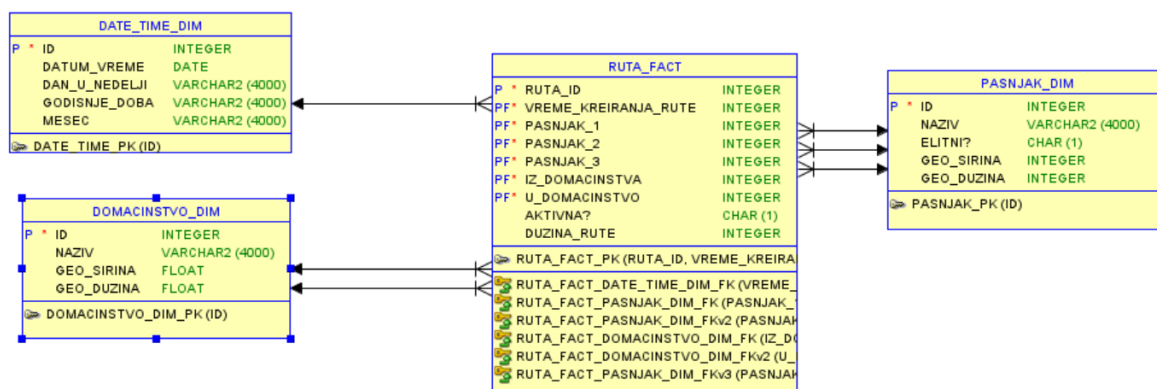 DATE_TIME_DIM
P * ID INTEGER
DATUM_VREME DATE
DAN_U_NEDELJI VARCHAR2 (4000)
GODISNJE_DOBA VARCHAR2 (4000)
MESEC VARCHAR2 (4000)
DATE_TIME_PK (ID)
DOMACINSTVO_DIM
P * ID INTEGER
NAZIV VARCHAR2 (4000)
GEO_SIRINA FLOAT
GEO_DUZINA FLOAT
DOMACINSTVO_DIM_PK (ID)
RUTA_FACT
P * RUTA_ID INTEGER
PF* VREME_KREIRANJA_RUTE INTEGER
PF* PASNJAK_1 INTEGER
PF* PASNJAK_2 INTEGER
PF* PASNJAK_3 INTEGER
PF* IZ_DOMACINSTVA INTEGER
PF* U_DOMACINSTVO INTEGER
AKTIVNA? CHAR (1)
DUZINA_RUTE INTEGER
RUTA_FACT_PK (RUTA_ID, VREME_KREIRA
RUTA_FACT_DATE_TIME_DIM_FK (VREME_
RUTA_FACT_PASNJAK_DIM_FK (PASNJAK_
RUTA_FACT_PASNJAK_DIM_FKv2 (PASNJAK
RUTA_FACT_DOMACINSTVO_DIM_FK (IZ_DO
RUTA_FACT_DOMACINSTVO_DIM_FKv2 (U_
RUTA_FACT_PASNJAK_DIM_FKv3 (PASNJAK
PASNJAK_DIM
P * ID INTEGER
NAZIV VARCHAR2 (4000)
ELITNI? CHAR (1)
GEO_SIRINA INTEGER
GEO_DUZINA INTEGER
PASNJAK_PK (ID)